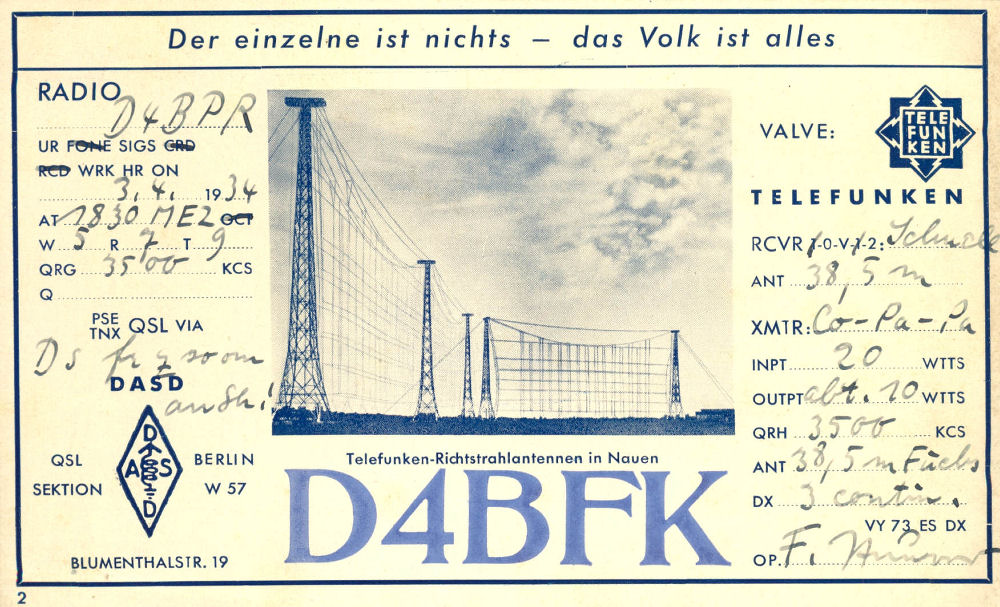 Der einzelne ist nichts – das Volk ist alles
RADIO D4BPR
UR FONE SIGS CRD
RCD WRK HR ON
3. 4. 1934
AT 1830 MEZ GCT
W 5 R 7 T 9
QRG 3500 KCS
Q
PSE
TNX QSL VIA
Ds fr
DASD
QSL
SEKTION
D
A S
D
BERLIN
W 57
BLUMENTHALSTR. 19
2
Telefunken-Richtstrahlantennen in Nauen
D4BFK
VALVE:
TELE
FUN
KEN
TELEFUNKEN
RCVR 1-0-V-1-2: Schnell
ANT 38,5 m
XMTR: Co-Pa-Pa
INPT 20 WTTS
OUTPT abt. 10 WTTS
QRH 3500 KCS
ANT 38,5 m Fuchs
DX 3 contin.
VY 73 ES DX
OP. F.